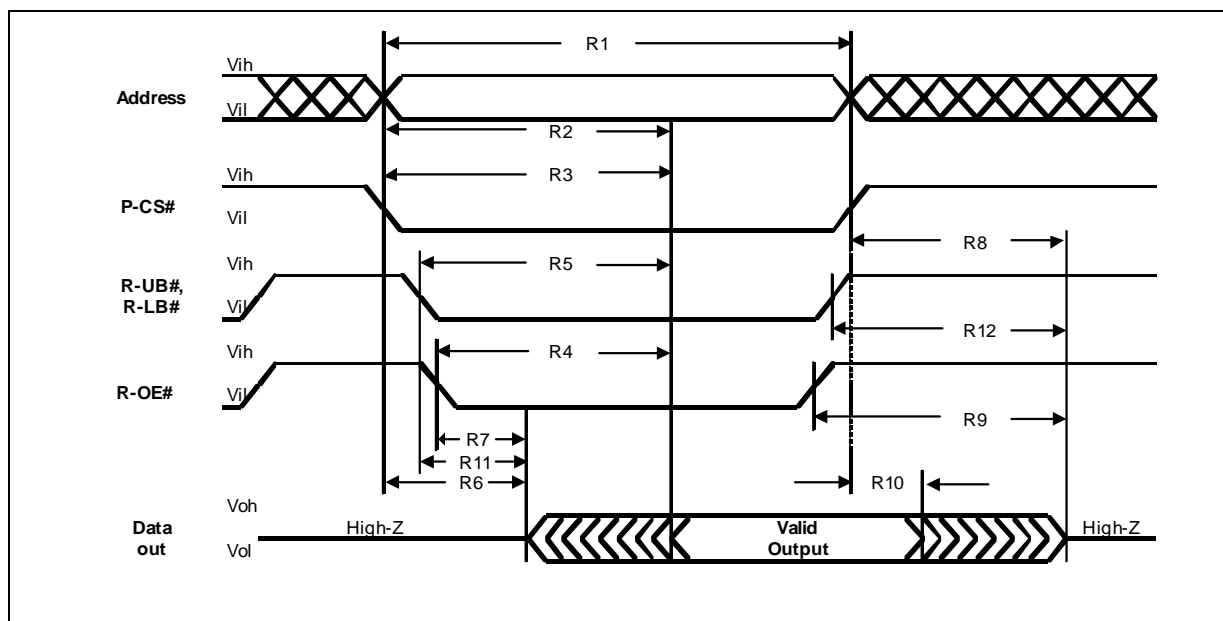 R1
Vih
Address
Vil
R2
R3
Vih
P-CS#
Vil
R8
Vih
R5
R-UB#,
R-LB#
Vil
R12
Vih
R4
R-OE#
Vil
R9
R7
R11
R6
R10
Voh
Data
out
High-Z
Valid
Output
High-Z
Vol